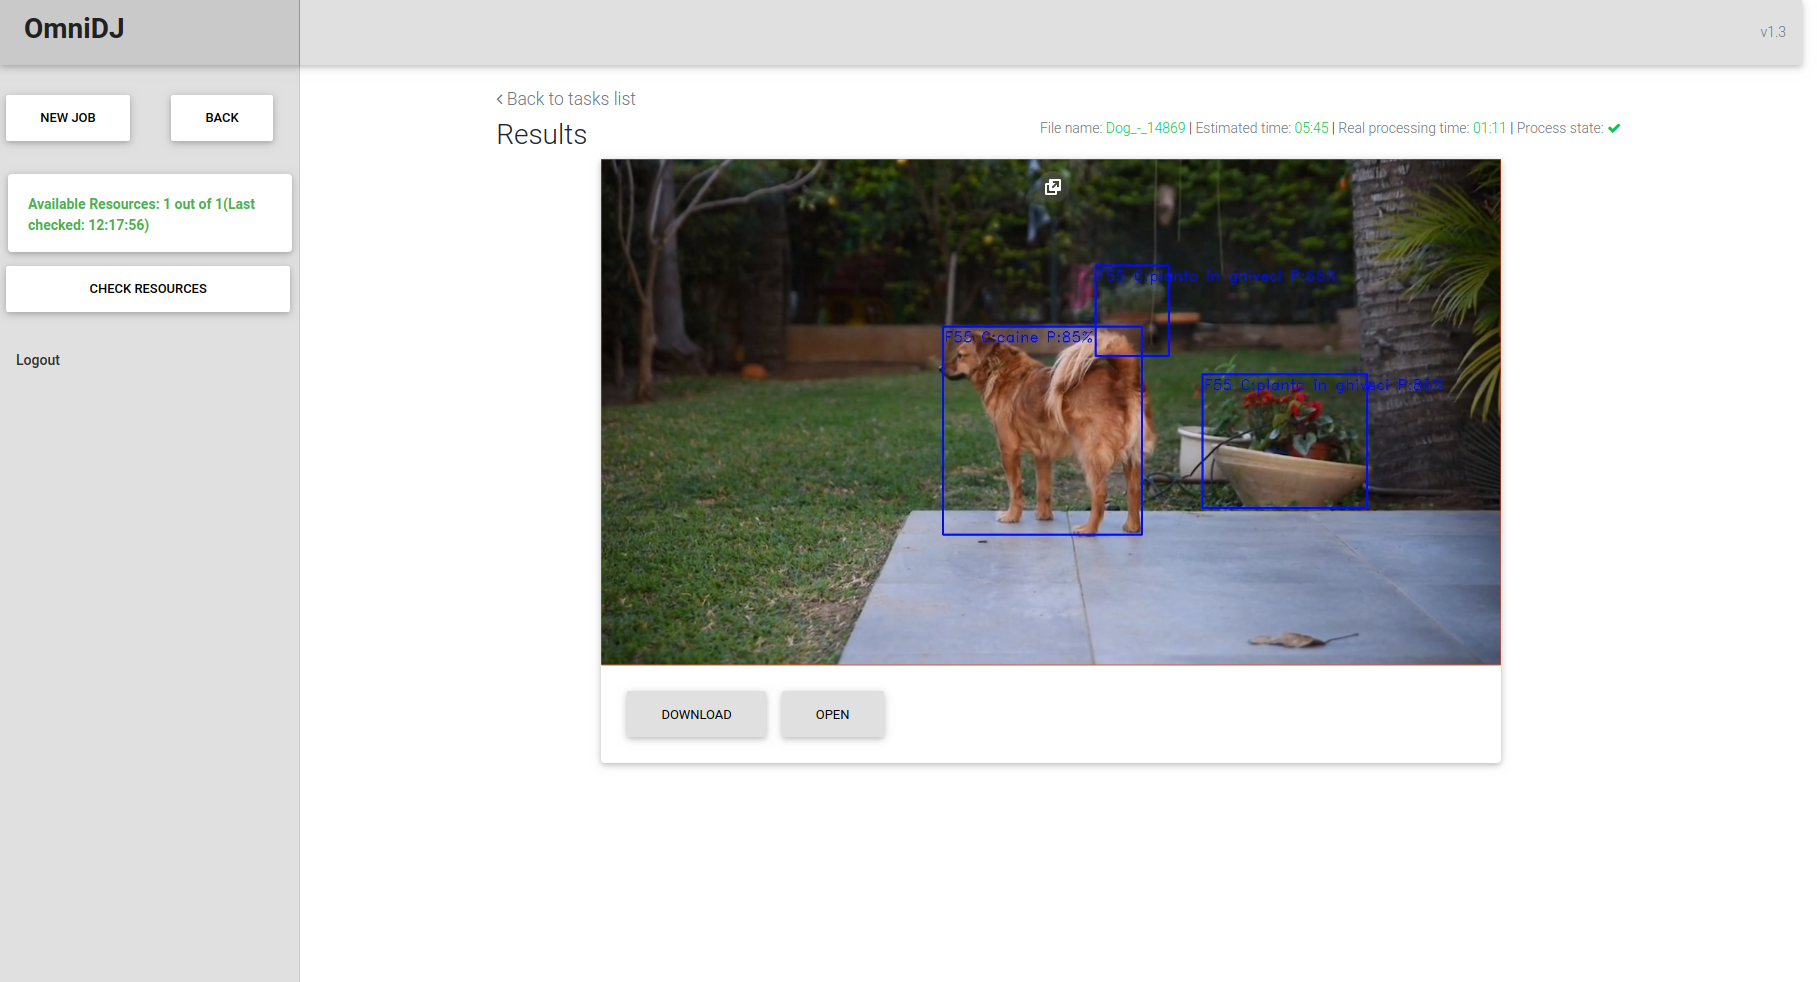 OmniDJ
v1.3
NEW JOB
BACK
Available Resources: 1 out of 1(Last
checked: 12:17:56)
CHECK RESOURCES
Logout
Back to tasks list
Results
File name: Dog_-_14869 | Estimated time: 05:45 | Real processing time: 01:11 | Process state:
F55 C:planta in ghiveci
F55 C:caine P:85%
F55 C:planta in ghiveci
DOWNLOAD
OPEN